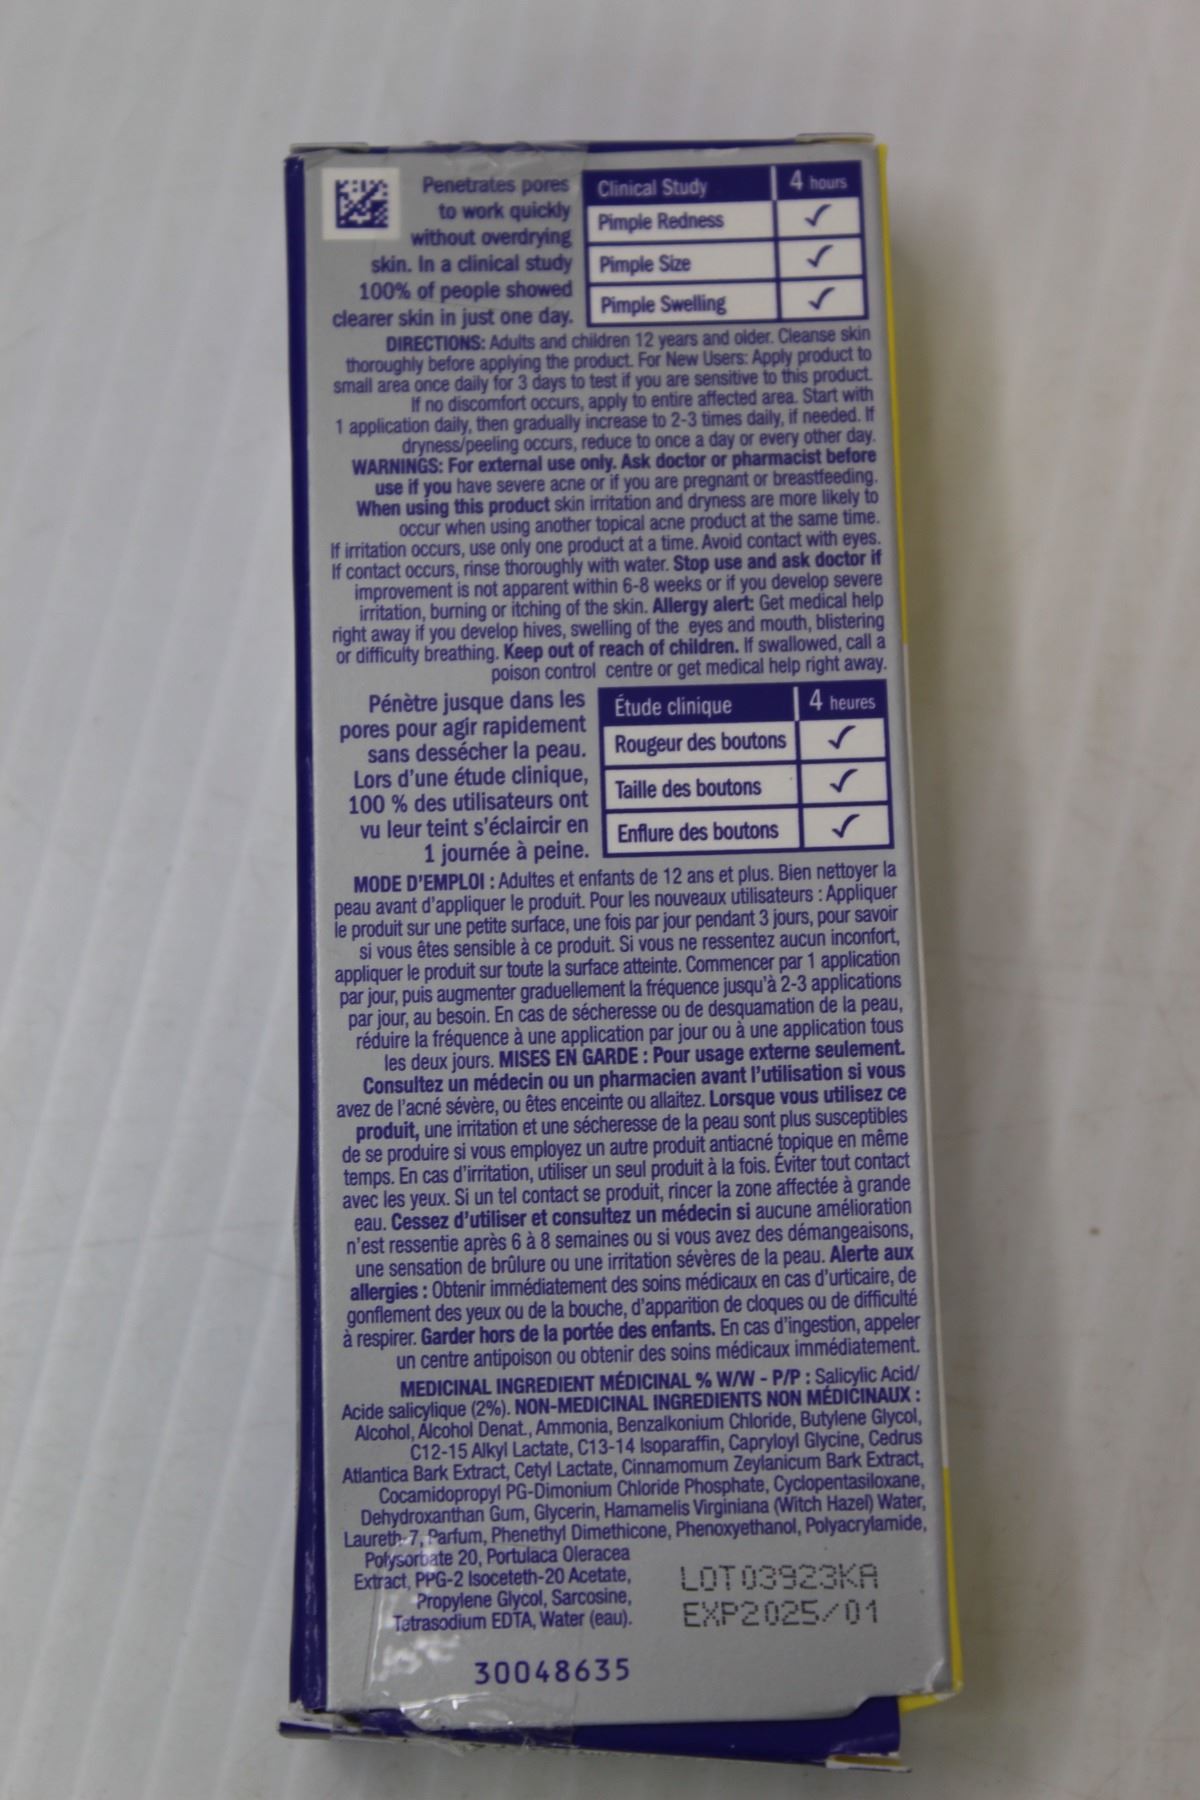 Penetrates pores
to work quickly
without overdrying
skin. In a clinical study
100% of people showed
clearer skin in just one day.
Clinical Study 4 hours
Pimple Redness ✓
Pimple Size ✓
Pimple Swelling ✓
DIRECTIONS: Adults and children 12 years and older. Cleanse skin
thoroughly before applying the product. For New Users: Apply product to
small area once daily for 3 days to test if you are sensitive to this product.
If no discomfort occurs, apply to entire affected area. Start with
1 application daily, then gradually increase to 2-3 times daily, if needed. If
dryness/peeling occurs, reduce to once a day or every other day.
WARNINGS: For external use only. Ask doctor or pharmacist before
use if you have severe acne or if you are pregnant or breastfeeding.
When using this product skin irritation and dryness are more likely to
occur when using another topical acne product at the same time.
If irritation occurs, use only one product at a time. Avoid contact with eyes.
If contact occurs, rinse thoroughly with water. Stop use and ask doctor if
improvement is not apparent within 6-8 weeks or if you develop severe
irritation, burning or itching of the skin. Allergy alert: Get medical help
right away if you develop hives, swelling of the eyes and mouth, blistering
or difficulty breathing. Keep out of reach of children. If swallowed, call a
poison control centre or get medical help right away.
Pénètre jusque dans les
pores pour agir rapidement
sans dessécher la peau.
Lors d'une étude clinique,
100 % des utilisateurs ont
vu leur teint s'éclaircir en
1 journée à peine.
Étude clinique 4 heures
Rougeur des boutons ✓
Taille des boutons ✓
Enflure des boutons ✓
MODE D'EMPLOI : Adultes et enfants de 12 ans et plus. Bien nettoyer la
peau avant d'appliquer le produit. Pour les nouveaux utilisateurs : Appliquer
le produit sur une petite surface, une fois par jour pendant 3 jours, pour savoir
si vous êtes sensible à ce produit. Si vous ne ressentez aucun inconfort,
appliquer le produit sur toute la surface atteinte. Commencer par 1 application
par jour, puis augmenter graduellement la fréquence jusqu'à 2-3 applications
par jour, au besoin. En cas de sécheresse ou de desquamation de la peau,
réduire la fréquence à une application par jour ou à une application tous
les deux jours. MISES EN GARDE : Pour usage externe seulement.
Consultez un médecin ou un pharmacien avant l'utilisation si vous
avez de l'acné sévère, ou êtes enceinte ou allaitez. Lorsque vous utilisez ce
produit, une irritation et une sécheresse de la peau sont plus susceptibles
de se produire si vous employez un autre produit antiacné topique en même
temps. En cas d'irritation, utiliser un seul produit à la fois. Éviter tout contact
avec les yeux. Si un tel contact se produit, rincer la zone affectée à grande
eau. Cessez d'utiliser et consultez un médecin si aucune amélioration
n'est ressentie après 6 à 8 semaines ou si vous avez des démangeaisons,
une sensation de brûlure ou une irritation sévères de la peau. Alerte aux
allergies : Obtenir immédiatement des soins médicaux en cas d'urticaire, de
gonflement des yeux ou de la bouche, d'apparition de cloques ou de difficulté
à respirer. Garder hors de la portée des enfants. En cas d'ingestion, appeler
un centre antipoison ou obtenir des soins médicaux immédiatement.
MEDICINAL INGREDIENT MÉDICINAL % W/W - P/P : Salicylic Acid/
Acide salicylique (2%). NON-MEDICINAL INGREDIENTS NON MÉDICINAUX :
Alcohol, Alcohol Denat., Ammonia, Benzalkonium Chloride, Butylene Glycol,
C12-15 Alkyl Lactate, C13-14 Isoparaffin, Capryloyl Glycine, Cedrus
Atlantica Bark Extract, Cetyl Lactate, Cinnamomum Zeylanicum Bark Extract,
Cocamidopropyl PG-Dimonium Chloride Phosphate, Cyclopentasiloxane,
Dehydroxanthan Gum, Glycerin, Hamamelis Virginiana (Witch Hazel) Water,
Laureth-7, Parfum, Phenethyl Dimethicone, Phenoxyethanol, Polyacrylamide,
Polysorbate 20, Portulaca Oleracea
Extract, PPG-2 Isoceteth-20 Acetate,
Propylene Glycol, Sarcosine,
Tetrasodium EDTA, Water (eau).
LOT03923KA
EXP2025/01
30048635